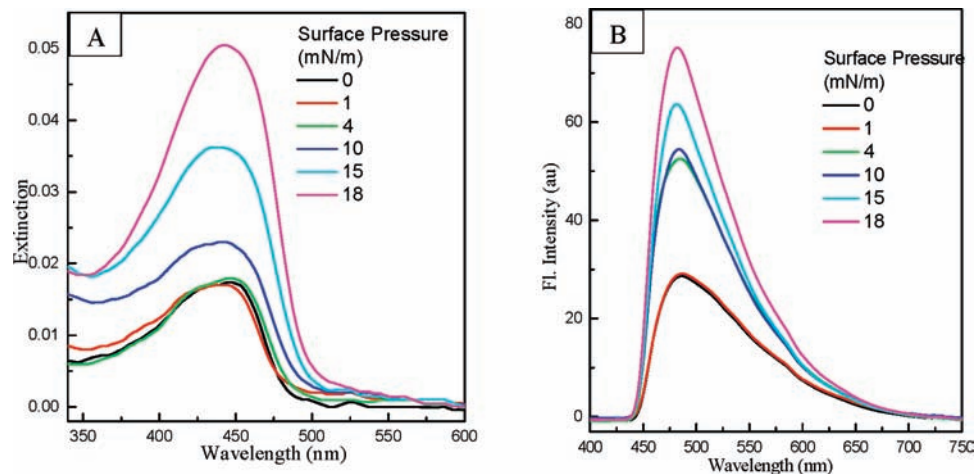 A
Surface Pressure
(mN/m)
0
1
4
10
15
18
Extinction
0.05
0.04
0.03
0.02
0.01
0.00
350 400 450 500 550 600
Wavelength (nm)
B
Surface Pressure
(mN/m)
0
1
4
10
15
18
Fl. Intensity (au)
80
60
40
20
0
400 450 500 550 600 650 700 750
Wavelength (nm)